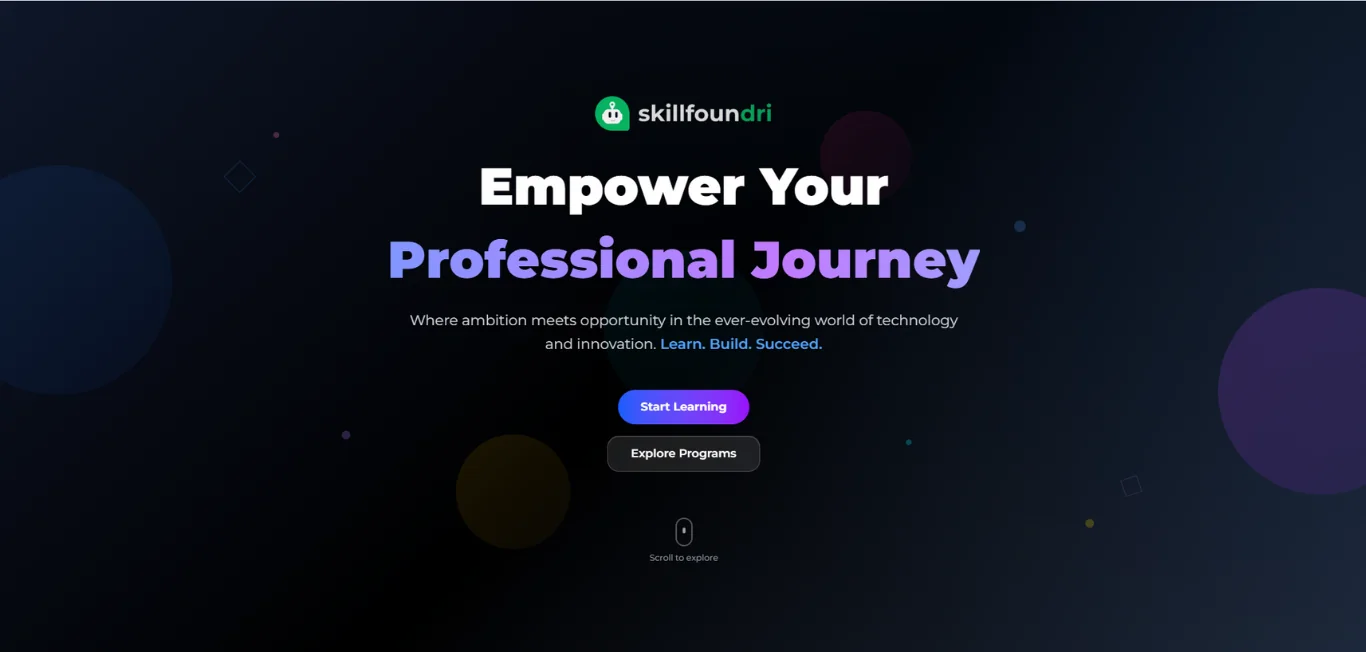 skillfoundri
Empower Your
Professional Journey
Where ambition meets opportunity in the ever-evolving world of technology
and innovation. Learn. Build. Succeed.
Start Learning
Explore Programs
Scroll to explore